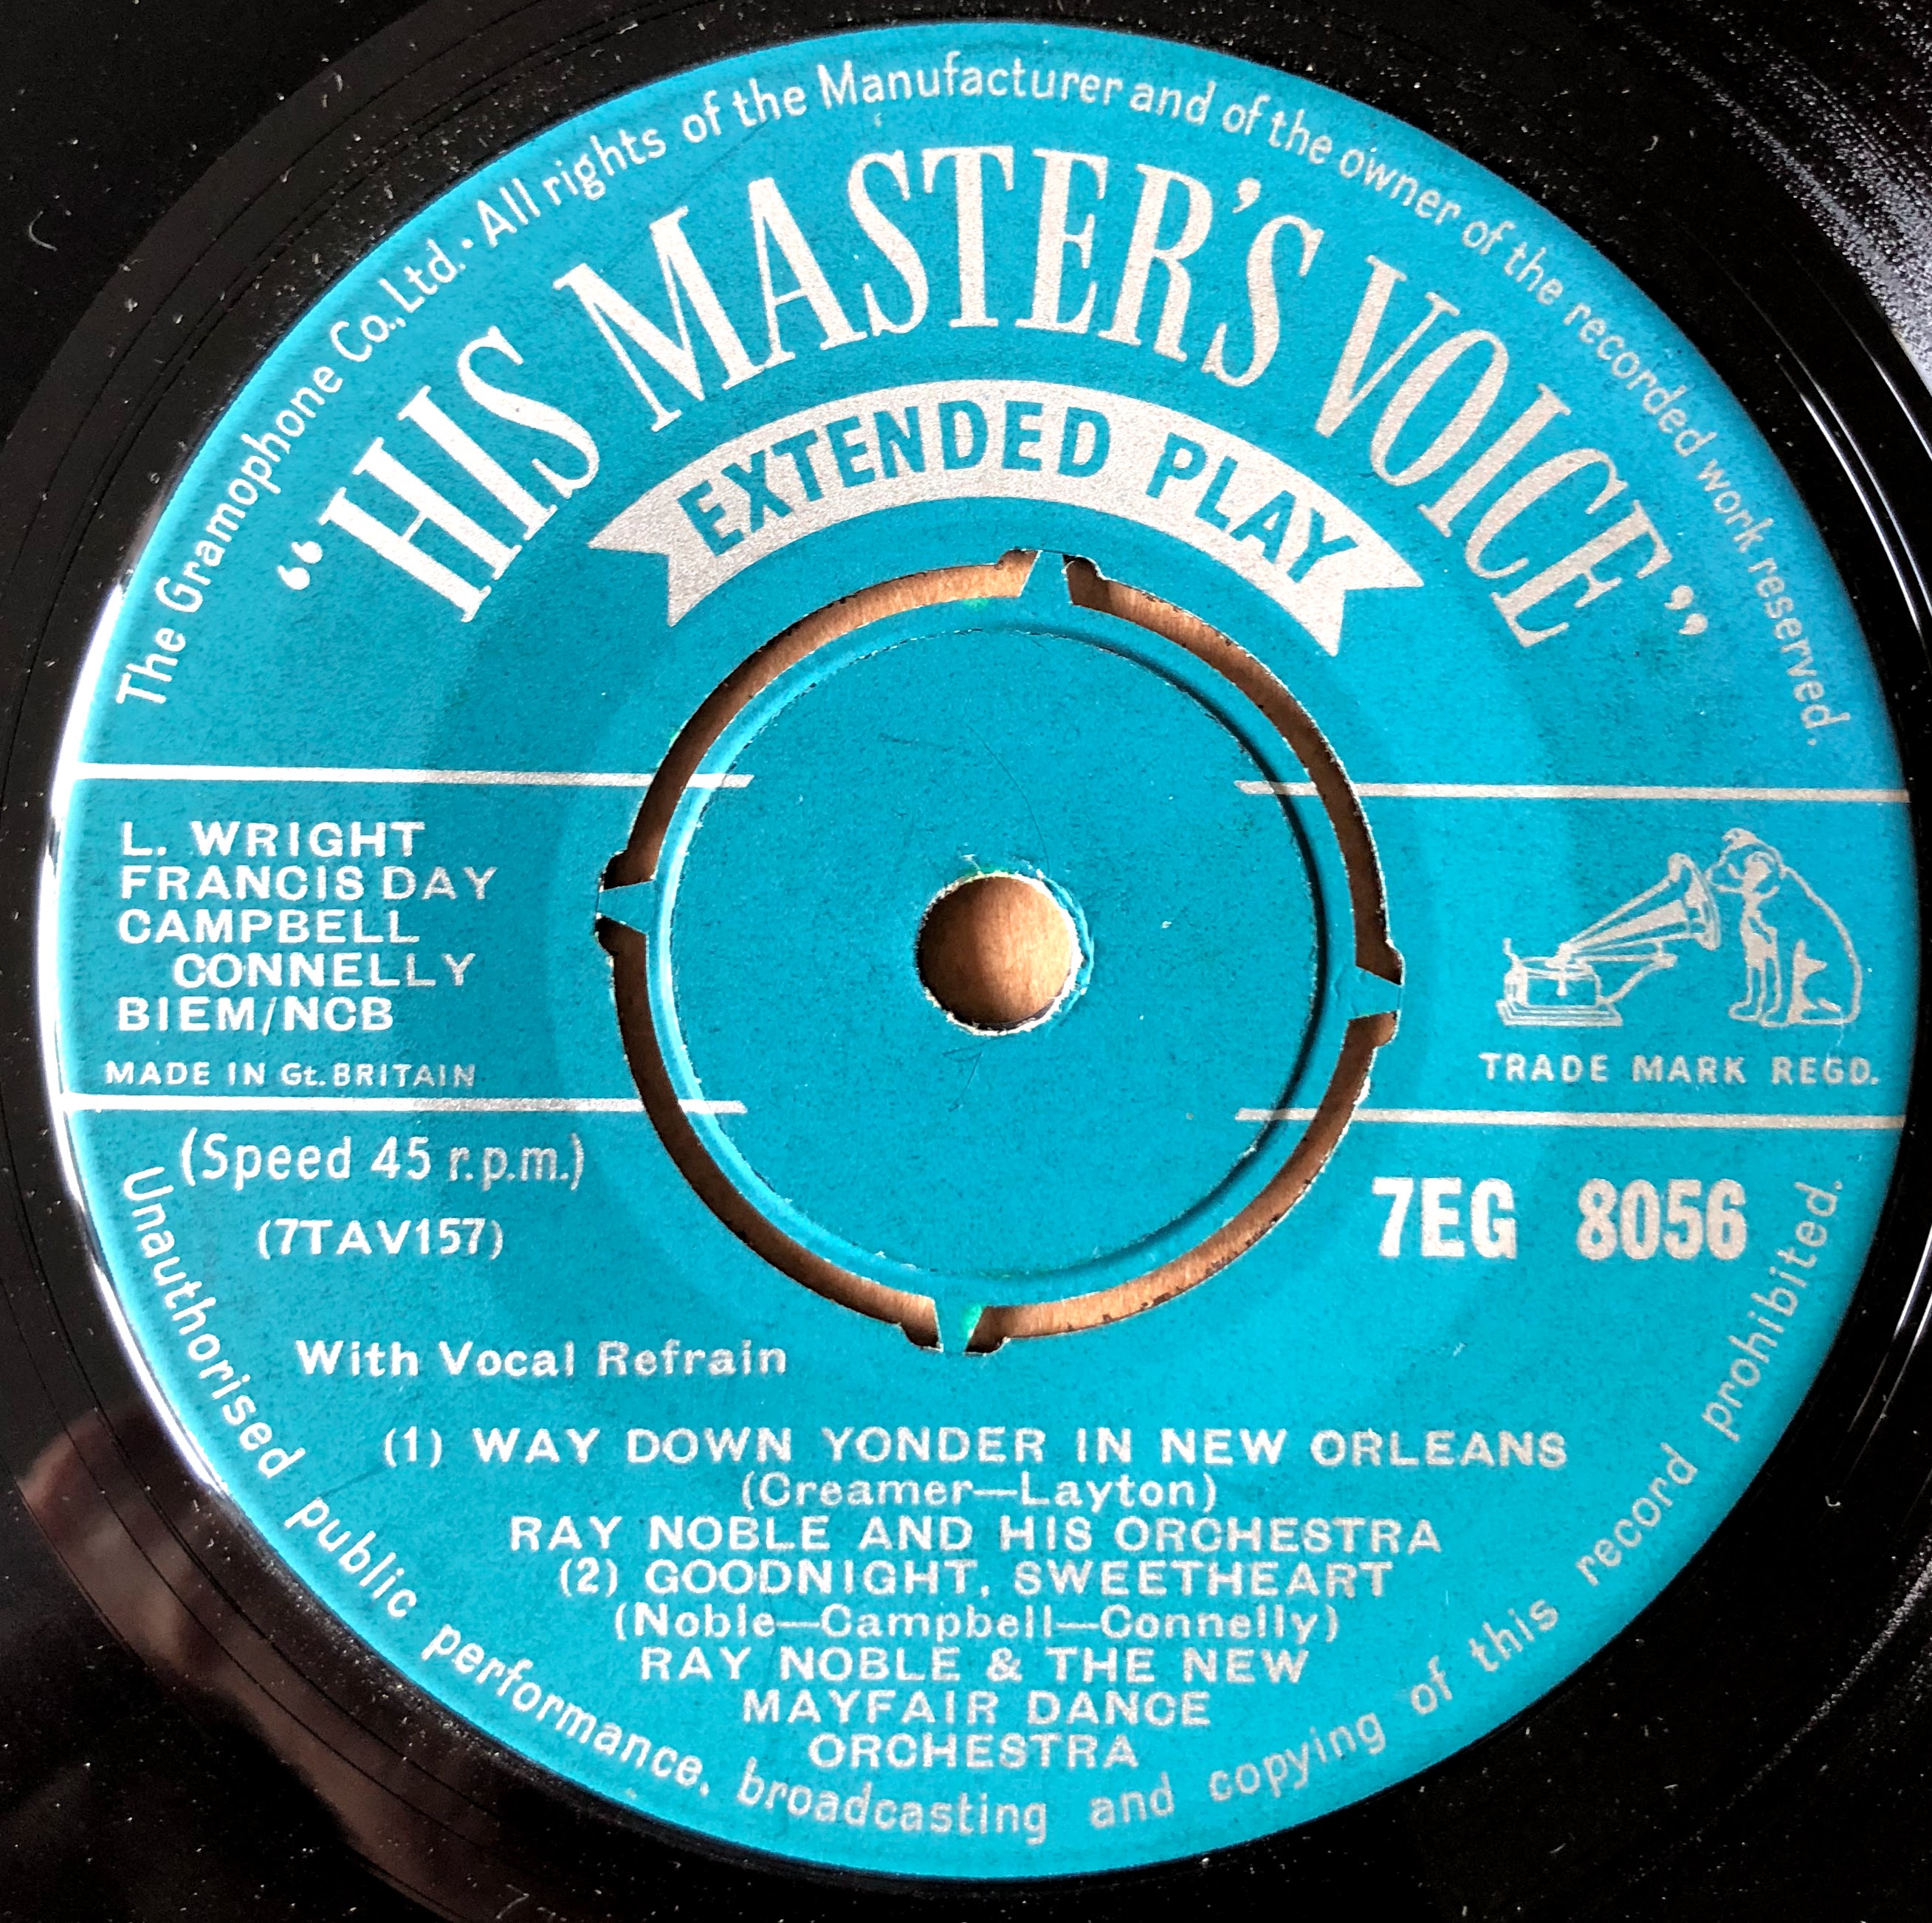 The Gramophone Co., Ltd. · All rights of the Manufacturer and of the owner of the recorded work reserved.
“HIS MASTER'S VOICE”
EXTENDED PLAY
L. WRIGHT
FRANCIS DAY
CAMPBELL
CONNELLY
BIEM/NCB
MADE IN Gt. BRITAIN
TRADE MARK REGD.
(Speed 45 r.p.m.)
(7TAV157)
7EG 8056
With Vocal Refrain
(1) WAY DOWN YONDER IN NEW ORLEANS
(Creamer—Layton)
RAY NOBLE AND HIS ORCHESTRA
(2) GOODNIGHT, SWEETHEART
(Noble—Campbell—Connelly)
RAY NOBLE & THE NEW
MAYFAIR DANCE
ORCHESTRA
Unauthorised public performance, broadcasting and copying of this record prohibited.